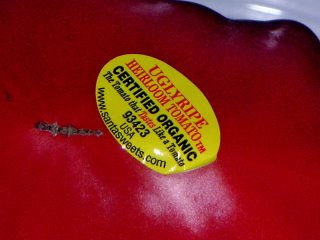 UGLYRIPE
HEIRLOOM TOMATO™
CERTIFIED ORGANIC
The Tomato that Tastes Like a Tomato
93423
USA
www.santasweets.com